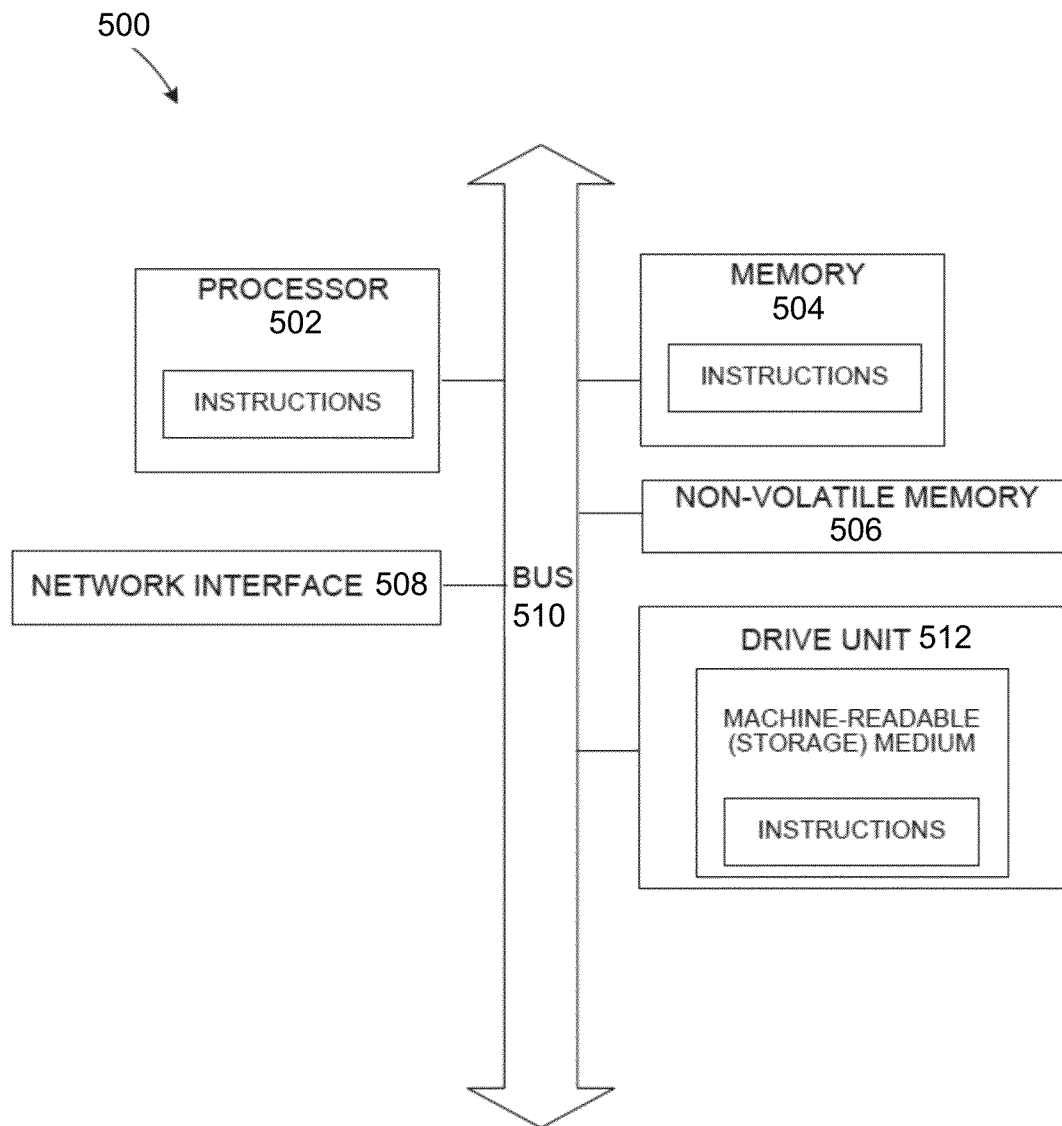 500
PROCESSOR
502
INSTRUCTIONS
MEMORY
504
INSTRUCTIONS
NON-VOLATILE MEMORY
506
NETWORK INTERFACE 508
BUS
510
DRIVE UNIT 512
MACHINE-READABLE
(STORAGE) MEDIUM
INSTRUCTIONS